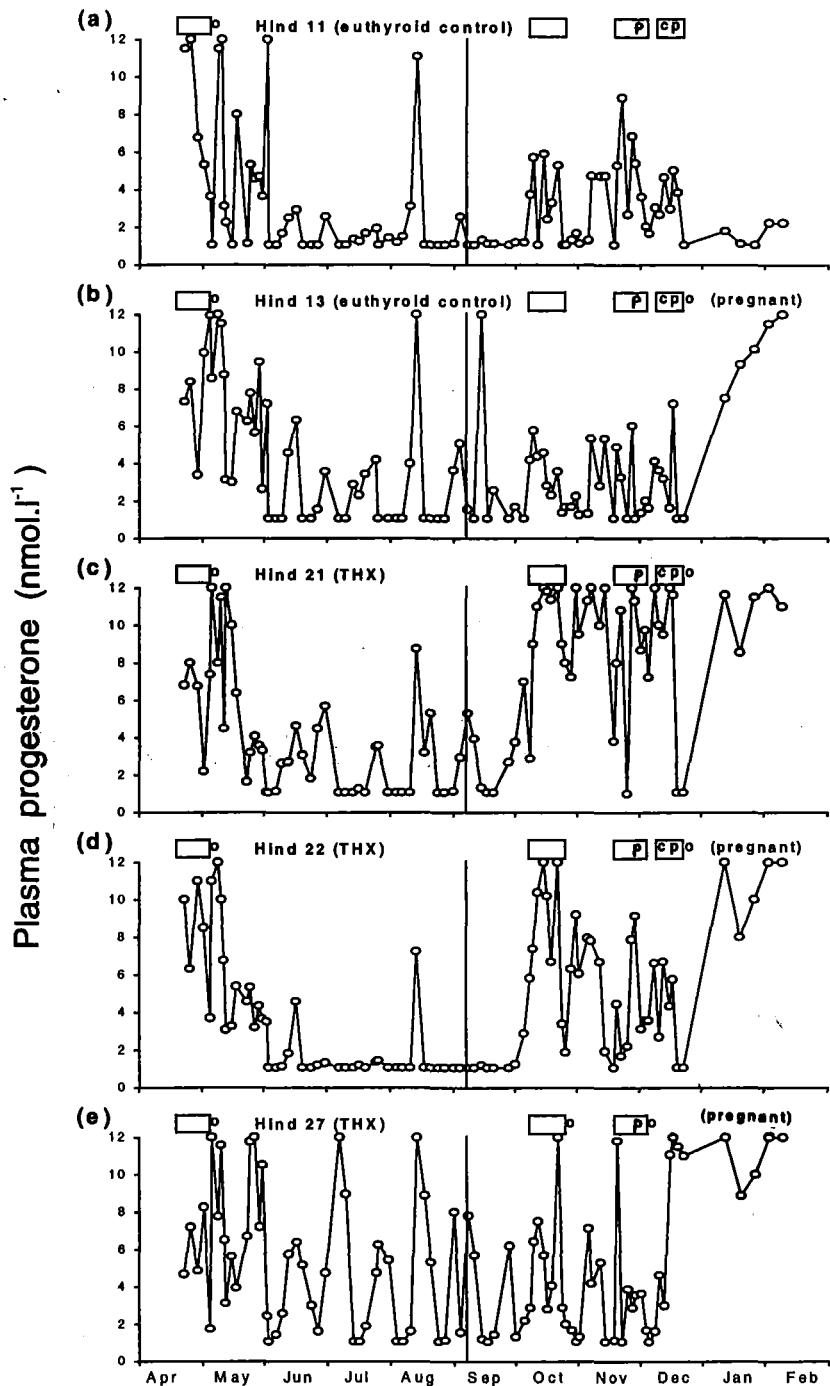 Plasma progesterone (nmol.l⁻¹)
(a)
o
Hind 11 (euthyroid control)
p
cp
12
10
8
6
4
2
0
(b)
o
Hind 13 (euthyroid control)
p
cp o
(pregnant)
12
10
8
6
4
2
0
(c)
o
Hind 21 (THX)
p
cp o
12
10
8
6
4
2
0
(d)
o
Hind 22 (THX)
p
cp o
(pregnant)
12
10
8
6
4
2
0
(e)
o
Hind 27 (THX)
o
p o
(pregnant)
12
10
8
6
4
2
0
Apr May Jun Jul Aug Sep Oct Nov Dec Jan Feb